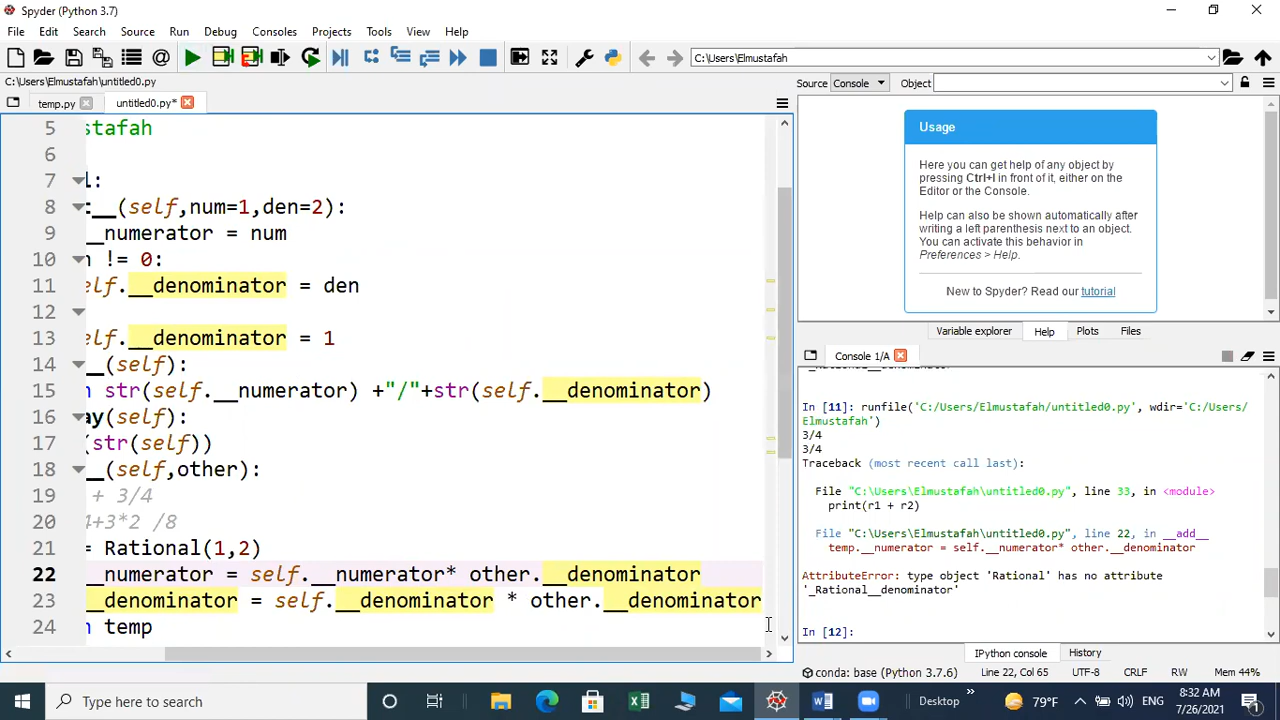 Spyder (Python 3.7)
File Edit Search Source Run Debug Consoles Projects Tools View Help
C:\Users\Elmustafah
C:\Users\Elmustafah\untitled0.py
temp.py untitled0.py*
5 stafah
6
7 l:
8 t__(self,num=1,den=2):
9 __numerator = num
10 n != 0:
11 elf.__denominator = den
12
13 elf.__denominator = 1
14 __(self):
15 n str(self.__numerator) +"/"+str(self.__denominator)
16 ay(self):
17 (str(self))
18 __(self,other):
19 + 3/4
20 4+3*2 /8
21 = Rational(1,2)
22 __numerator = self.__numerator* other.__denominator
23 __denominator = self.__denominator * other.__denominator
24 n temp
Source Console Object
Usage
Here you can get help of any object by
pressing Ctrl+I in front of it, either on the
Editor or the Console.
Help can also be shown automatically after
writing a left parenthesis next to an object.
You can activate this behavior in
Preferences > Help.
New to Spyder? Read our tutorial
Variable explorer Help Plots Files
Console 1/A
In [11]: runfile('C:/Users/Elmustafah/untitled0.py', wdir='C:/Users/
Elmustafah')
3/4
3/4
Traceback (most recent call last):
File "C:\Users\Elmustafah\untitled0.py", line 33, in <module>
print(r1 + r2)
File "C:\Users\Elmustafah\untitled0.py", line 22, in __add__
temp.__numerator = self.__numerator* other.__denominator
AttributeError: type object 'Rational' has no attribute
'_Rational__denominator'
In [12]:
IPython console History
conda: base (Python 3.7.6) Line 22, Col 65 UTF-8 CRLF RW Mem 44%
Type here to search
Desktop
79°F
ENG
8:32 AM
7/26/2021
1